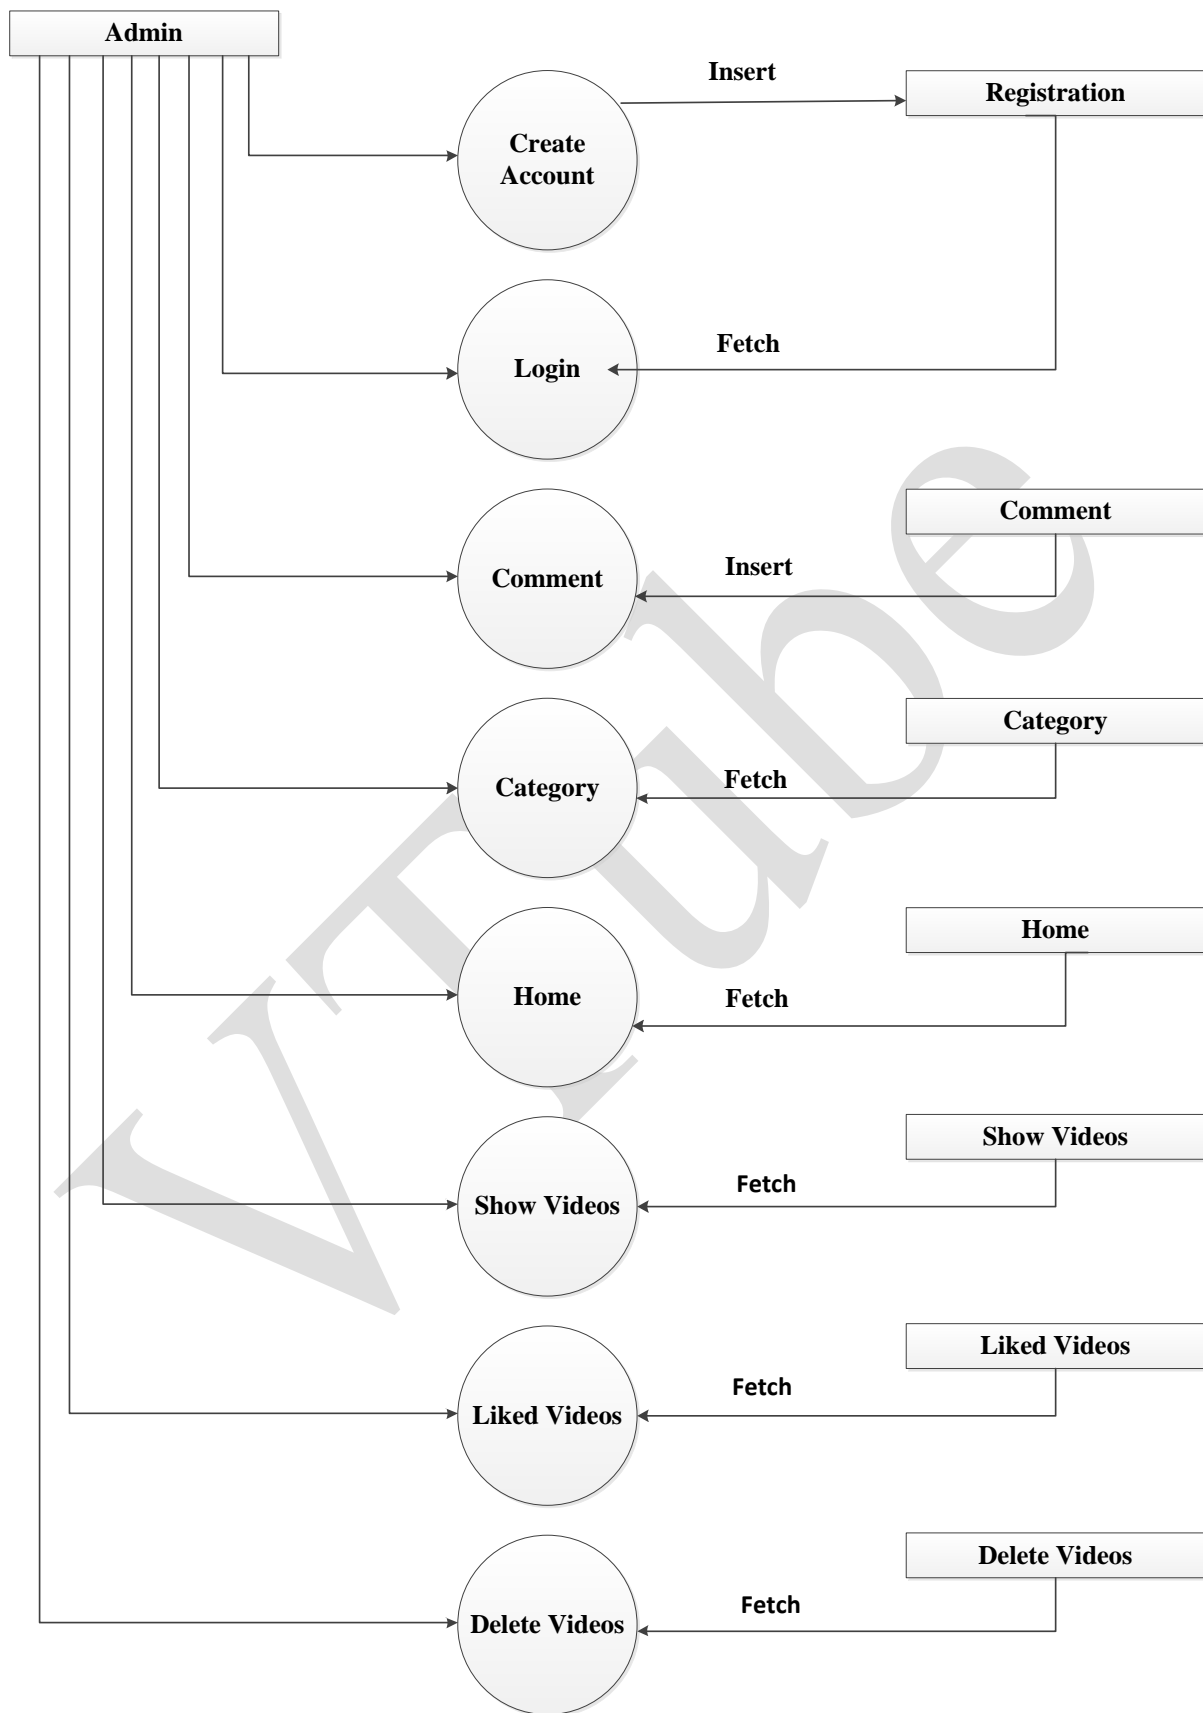 Admin
Insert
Registration
Create
Account
Fetch
Login
Comment
Insert
Comment
Category
Fetch
Category
Home
Fetch
Home
Show Videos
Fetch
Show Videos
Liked Videos
Fetch
Liked Videos
Delete Videos
Fetch
Delete Videos
VTube